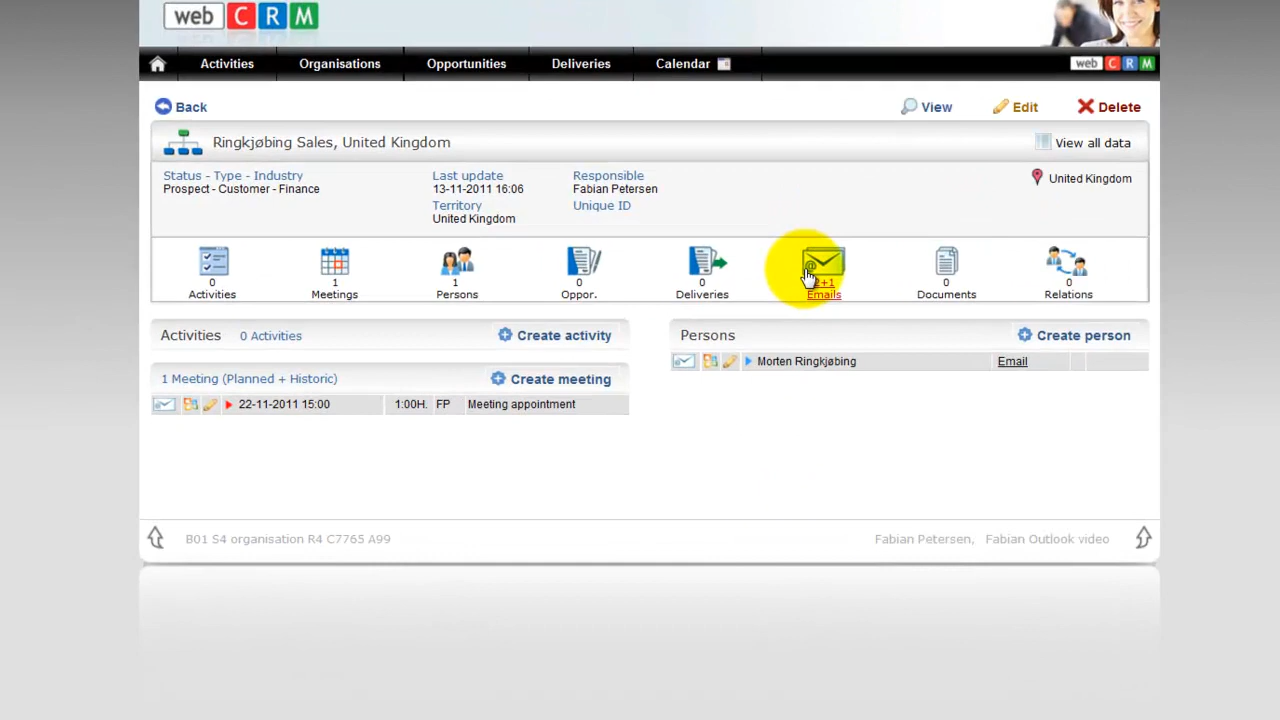 web C R M
Activities Organisations Opportunities Deliveries Calendar web C R M
Back View Edit Delete
Ringkjøbing Sales, United Kingdom View all data
Status - Type - Industry Last update Responsible
Prospect - Customer - Finance 13-11-2011 16:06 Fabian Petersen United Kingdom
Territory Unique ID
United Kingdom
0 1 1 0 0 2+1 0 0
Activities Meetings Persons Oppor. Deliveries Emails Documents Relations
Activities 0 Activities Create activity Persons Create person
Morten Ringkjøbing Email
1 Meeting (Planned + Historic) Create meeting
22-11-2011 15:00 1:00H. FP Meeting appointment
B01 S4 organisation R4 C7765 A99 Fabian Petersen, Fabian Outlook video